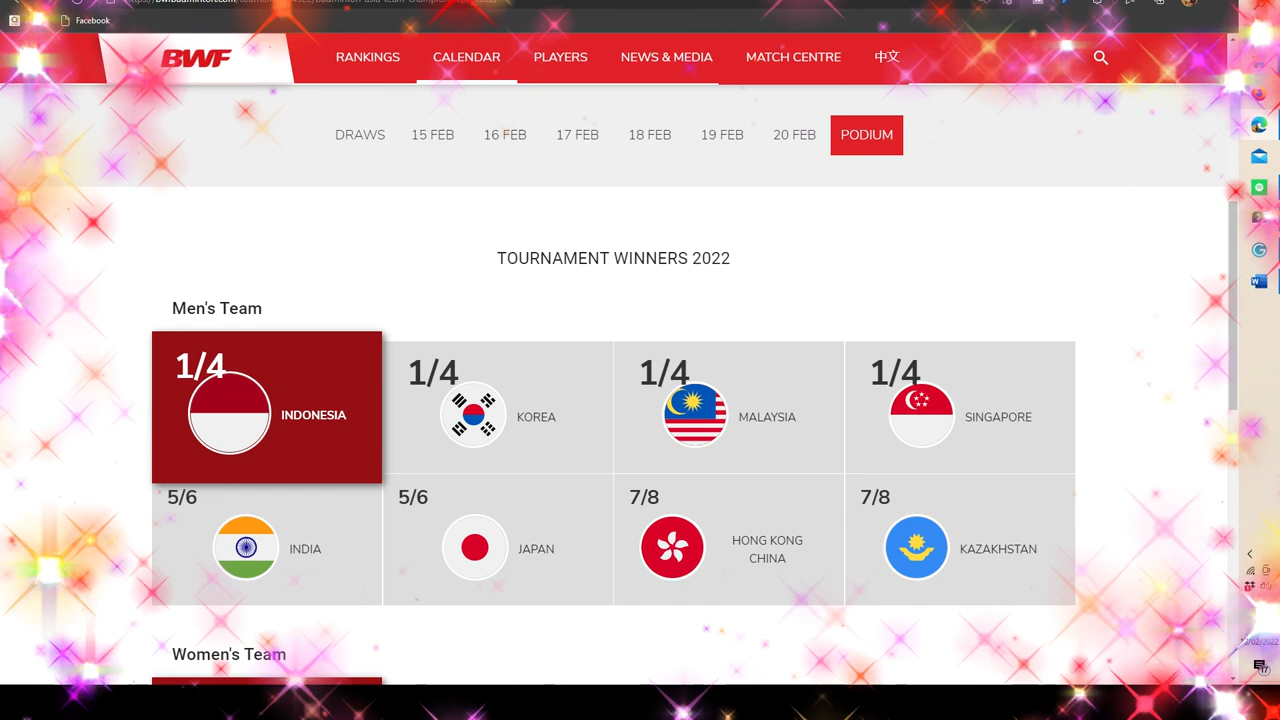 Facebook
BWF
RANKINGS CALENDAR PLAYERS NEWS & MEDIA MATCH CENTRE 中文
DRAWS 15 FEB 16 FEB 17 FEB 18 FEB 19 FEB 20 FEB PODIUM
TOURNAMENT WINNERS 2022
Men's Team
1/4 INDONESIA
1/4 KOREA
1/4 MALAYSIA
1/4 SINGAPORE
5/6 INDIA
5/6 JAPAN
7/8 HONG KONG
CHINA
7/8 KAZAKHSTAN
Women's Team